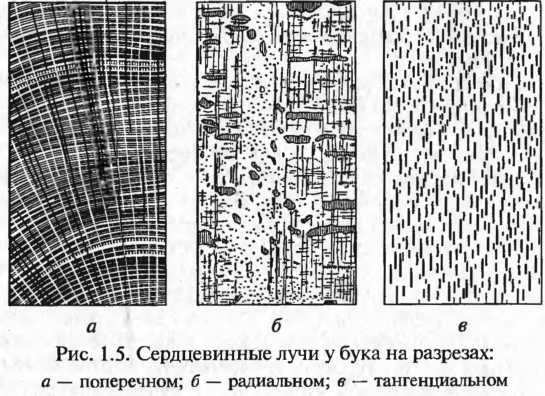 а б в
Рис. 1.5. Сердцевинные лучи у бука на разрезах:
а — поперечном; б — радиальном; в — тангенциальном